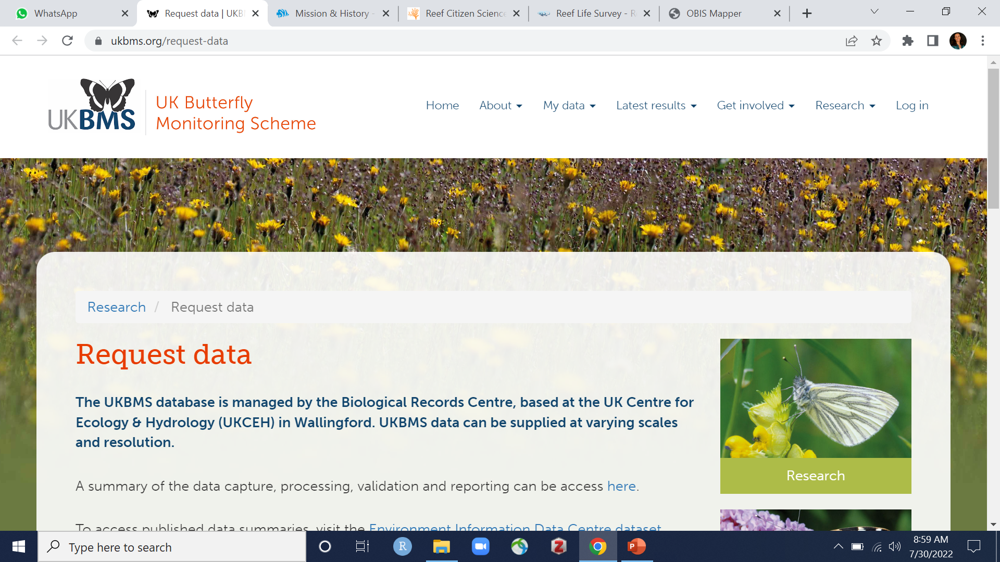 WhatsApp
Request data | UKB
Mission & History -
Reef Citizen Science
Reef Life Survey - R
OBIS Mapper
ukbms.org/request-data
UKBMS
UK Butterfly
Monitoring Scheme
Home
About
My data
Latest results
Get involved
Research
Log in
Research / Request data
Request data
The UKBMS database is managed by the Biological Records Centre, based at the UK Centre for
Ecology & Hydrology (UKCEH) in Wallingford. UKBMS data can be supplied at varying scales
and resolution.
Research
A summary of the data capture, processing, validation and reporting can be access here.
To access published data summaries, visit the Environment Information Data Centre dataset
Type here to search
R
Z
P
8:59 AM
7/30/2022